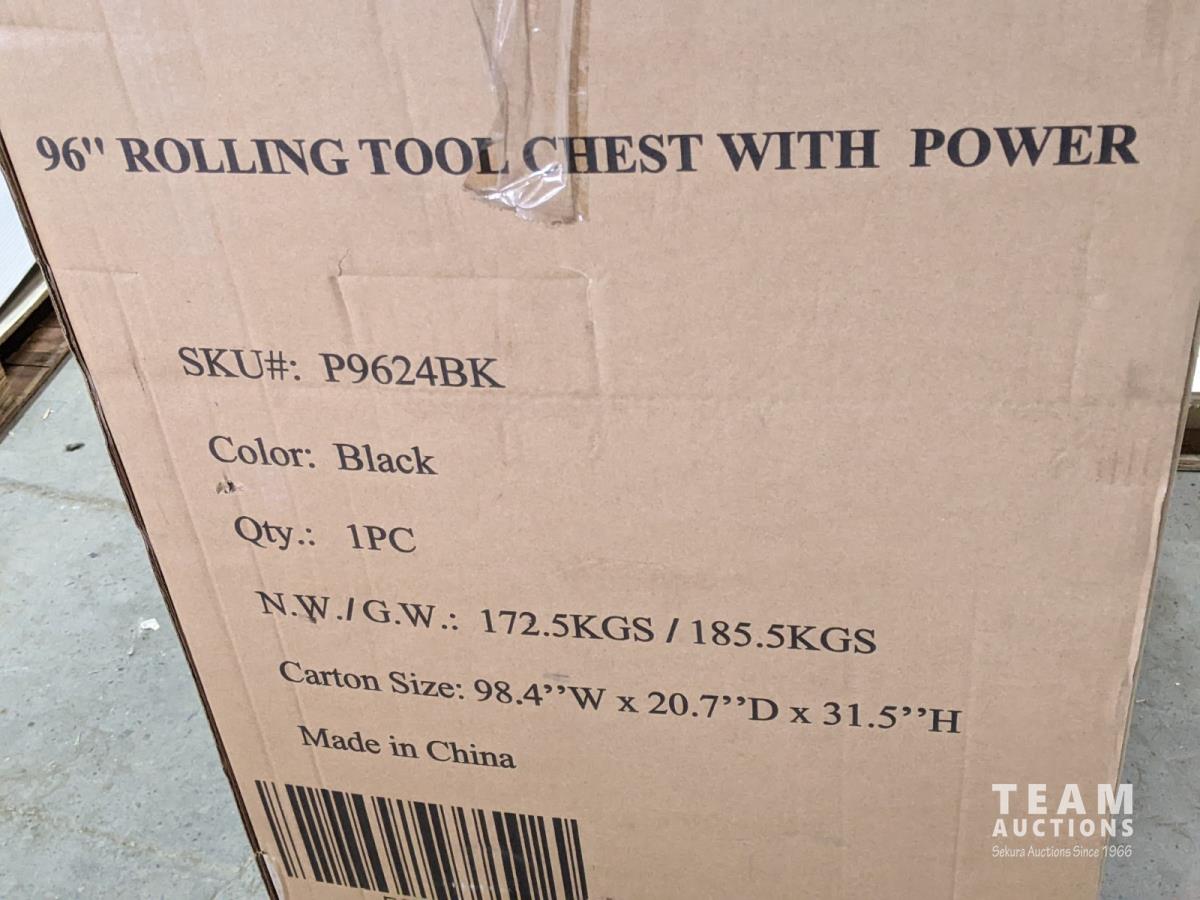 96" ROLLING TOOL CHEST WITH POWER
SKU#: P9624BK
Color: Black
Qty.: 1PC
N.W./G.W.: 172.5KGS / 185.5KGS
Carton Size: 98.4’’W x 20.7’’D x 31.5’’H
Made in China
TEAM
AUCTIONS
Sekura Auctions Since 1966